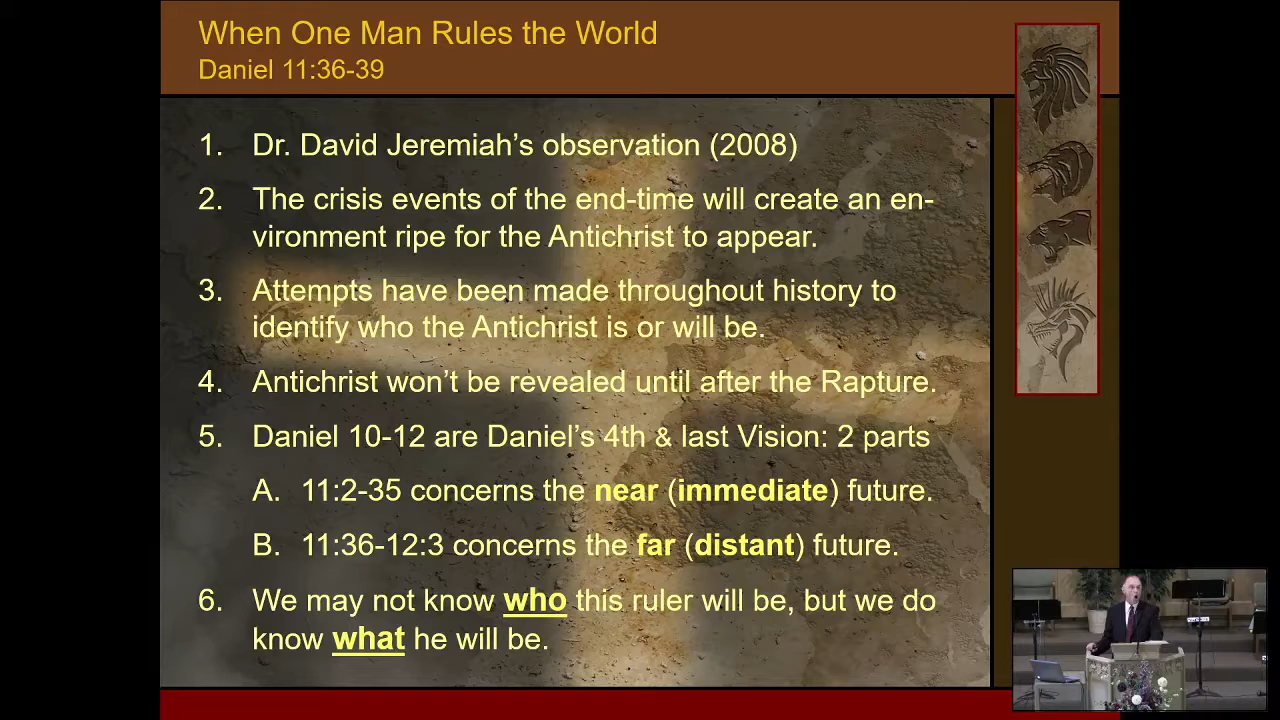 When One Man Rules the World
Daniel 11:36-39
1. Dr. David Jeremiah’s observation (2008)
2. The crisis events of the end-time will create an en-
vironment ripe for the Antichrist to appear.
3. Attempts have been made throughout history to
identify who the Antichrist is or will be.
4. Antichrist won’t be revealed until after the Rapture.
5. Daniel 10-12 are Daniel’s 4th & last Vision: 2 parts
A. 11:2-35 concerns the near (immediate) future.
B. 11:36-12:3 concerns the far (distant) future.
6. We may not know who this ruler will be, but we do
know what he will be.